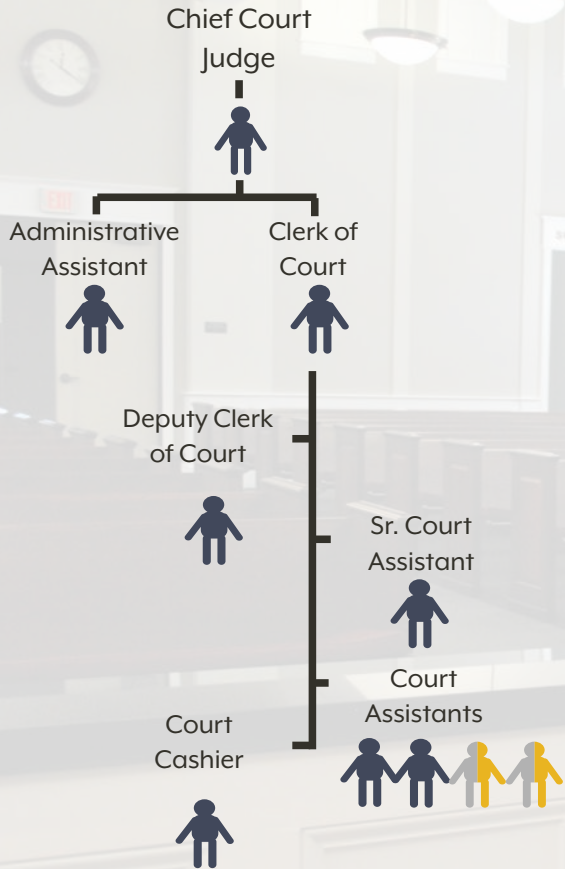 Chief Court
Judge
EXIT
Administrative
Assistant
Clerk of
Court
Deputy Clerk
of Court
Sr. Court
Assistant
Court
Assistants
Court
Cashier